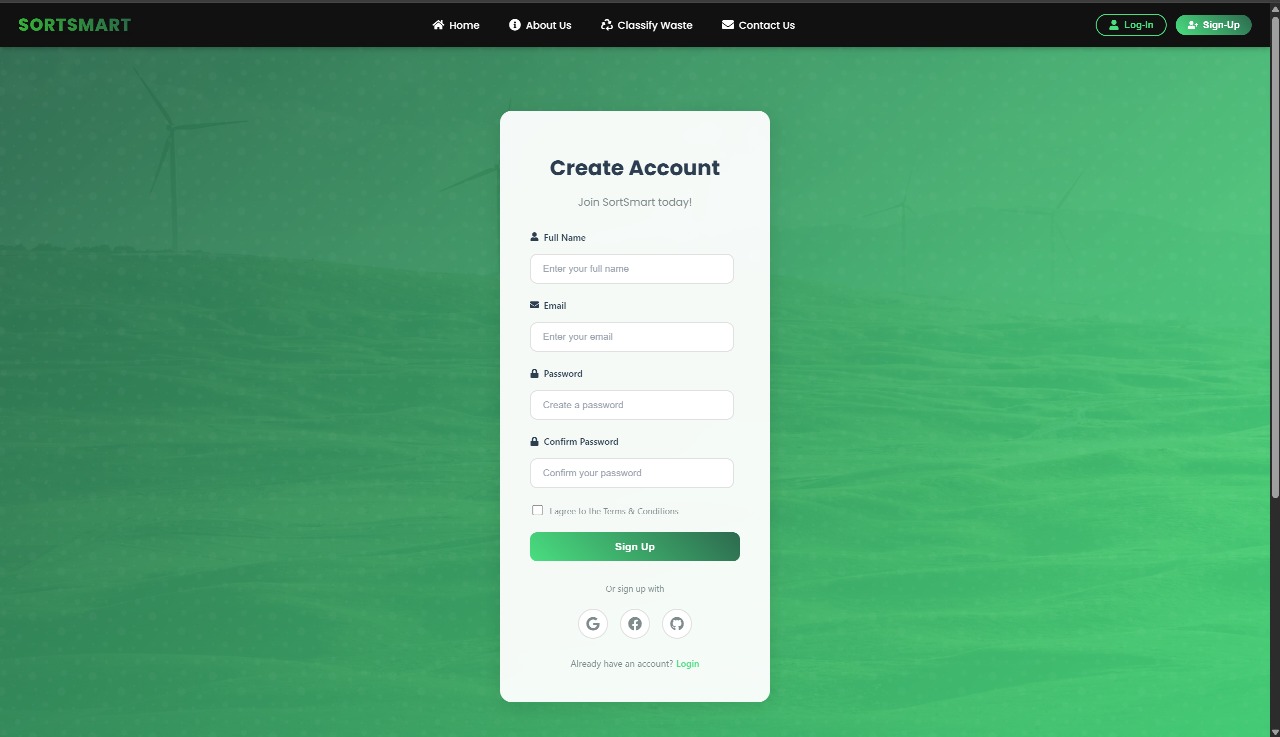 SORTSMART
Home
About Us
Classify Waste
Contact Us
Log-In
Sign-Up
Create Account
Join SortSmart today!
Full Name
Enter your full name
Email
Enter your email
Password
Create a password
Confirm Password
Confirm your password
I agree to the Terms & Conditions
Sign Up
Or sign up with
Already have an account? Login